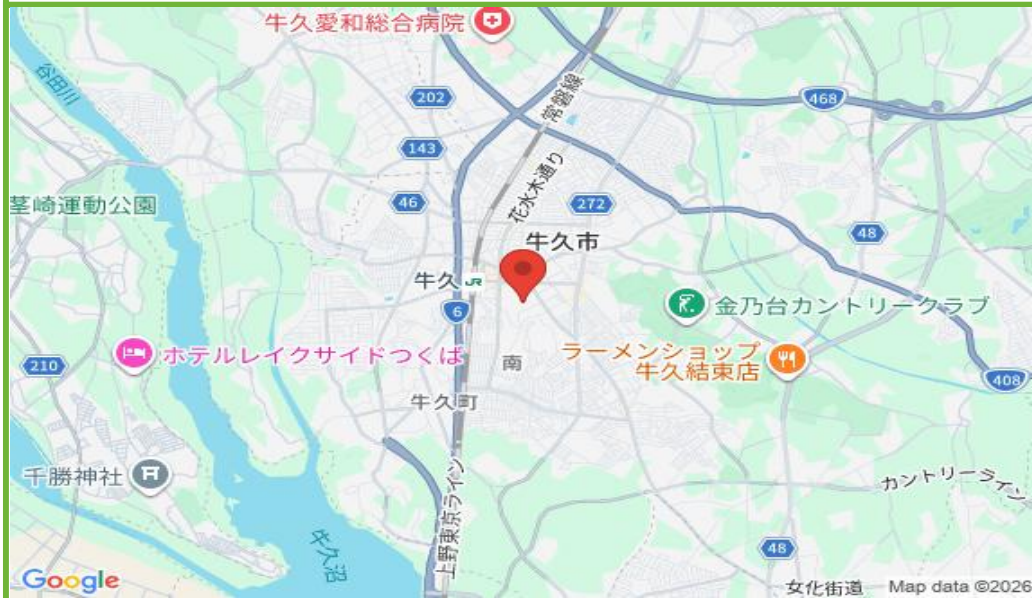 牛久愛和総合病院
谷田川
202
常磐線
468
143
花水木通り
茎崎運動公園
46
272
48
牛久市
牛久
JR
金乃台カントリークラブ
6
ラーメンショップ
牛久結束店
ホテルレイクサイドつくば
南
210
408
牛久町
千勝神社
カントリーライン
上野東京ライン
牛久沼
48
Google
女化街道
Map data ©2026